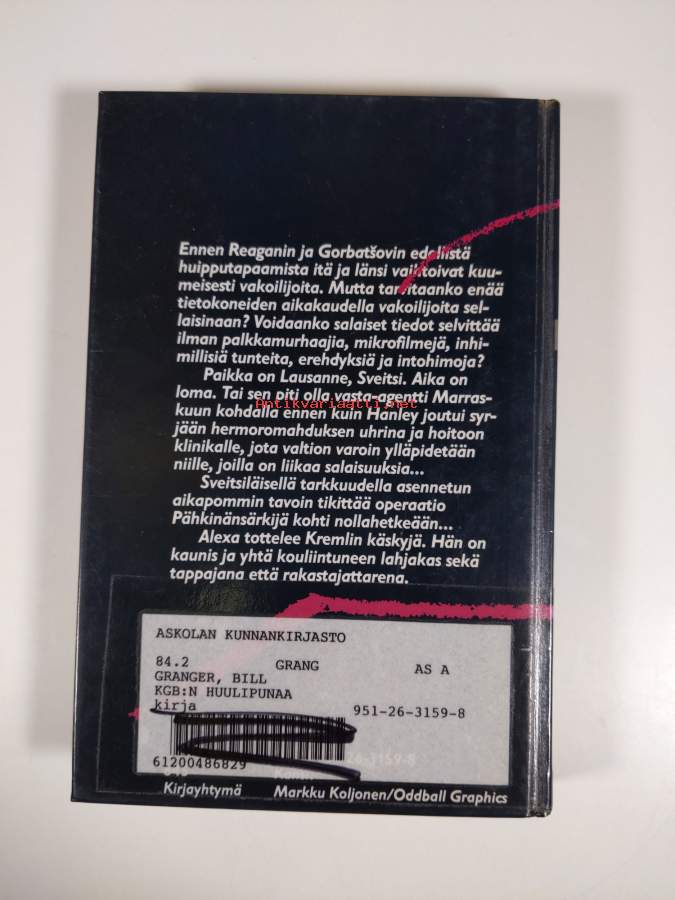 Ennen Reaganin ja Gorbatšovin edellistä
huipputapaamista itä ja länsi vaihtoivat kuu-
meisesti vakoilijoita. Mutta tarvitaanko enää
tietokoneiden aikakaudella vakoilijoita sel-
laisinaan? Voidaanko salaiset tiedot selvittää
ilman palkkamurhaajia, mikrofilmejä, inhi-
millisiä tunteita, erehdyksiä ja intohimoja?
Paikka on Lausanne, Sveitsi. Aika on
loma. Tai sen piti olla vasta-agentti Marras-
Antikvariaatti.net
kuun kohdalla ennen kuin Hanley joutui syr-
jään hermoromahduksen uhrina ja hoitoon
klinikalle, jota valtion varoin ylläpidetään
niille, joilla on liikaa salaisuuksia...
Sveitsiläisellä tarkkuudella asennetun
aikapommin tavoin tikittää operaatio
Pähkinänsärkijä kohti nollahetkeään...
Alexa tottelee Kremlin käskyjä. Hän on
kaunis ja yhtä kouliintuneen lahjakas sekä
tappajana että rakastajattarena.
ASKOLAN KUNNANKIRJASTO
84.2 GRANG AS A
GRANGER, BILL
KGB:N HUULIPUNAA
kirja 951-26-3159-8
61200486829 26-3159-8
Kirjayhtymä Markku Koljonen/Oddball Graphics